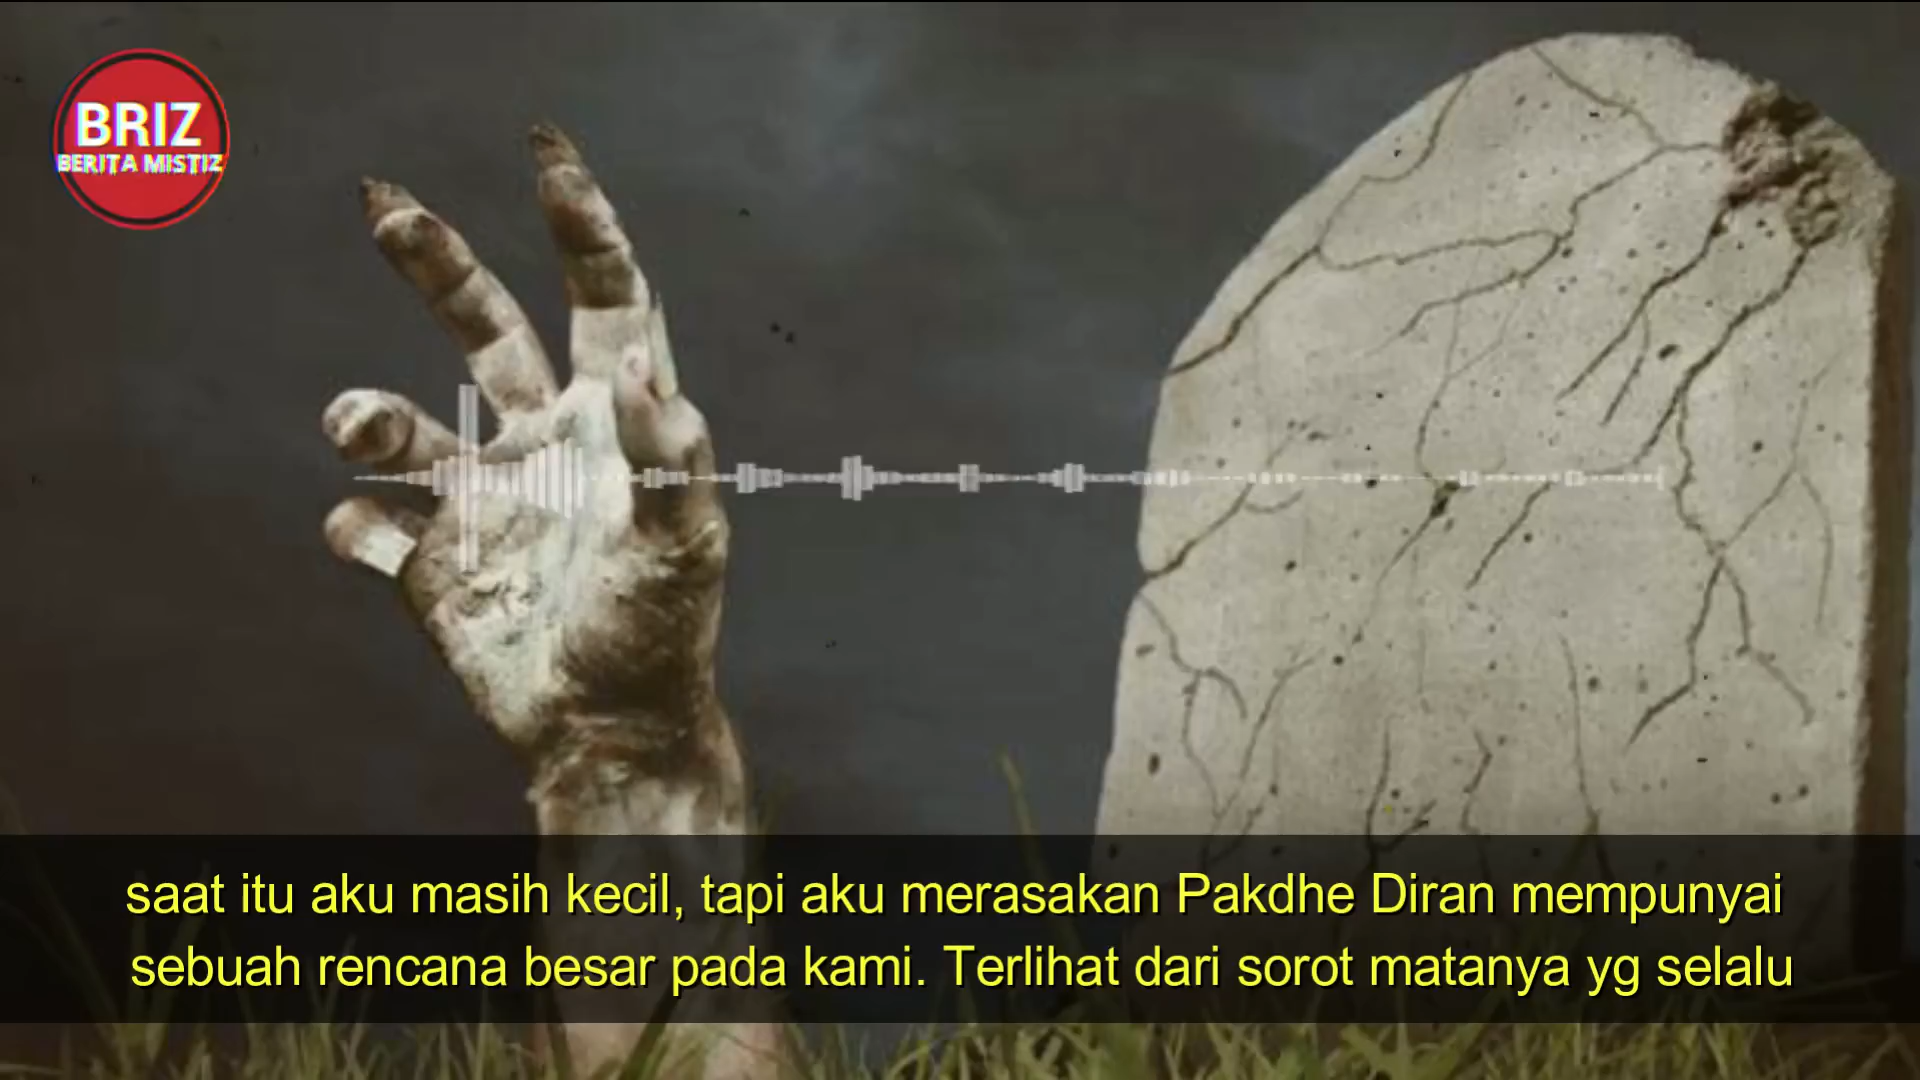 BRIZ
BERITA MISTIZ
saat itu aku masih kecil, tapi aku merasakan Pakdhe Diran mempunyai
sebuah rencana besar pada kami. Terlihat dari sorot matanya yg selalu